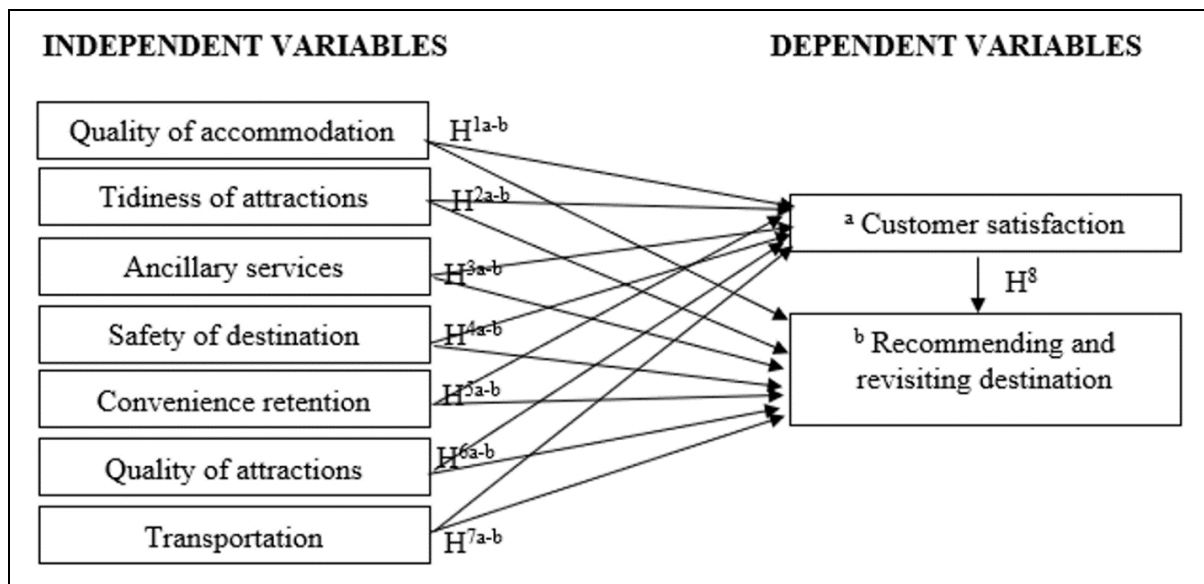 INDEPENDENT VARIABLES
DEPENDENT VARIABLES
Quality of accommodation
H1a-b
Tidiness of attractions
H2a-b
Ancillary services
H3a-b
Safety of destination
H4a-b
Convenience retention
H5a-b
Quality of attractions
H6a-b
Transportation
H7a-b
a Customer satisfaction
H8
b Recommending and
revisiting destination